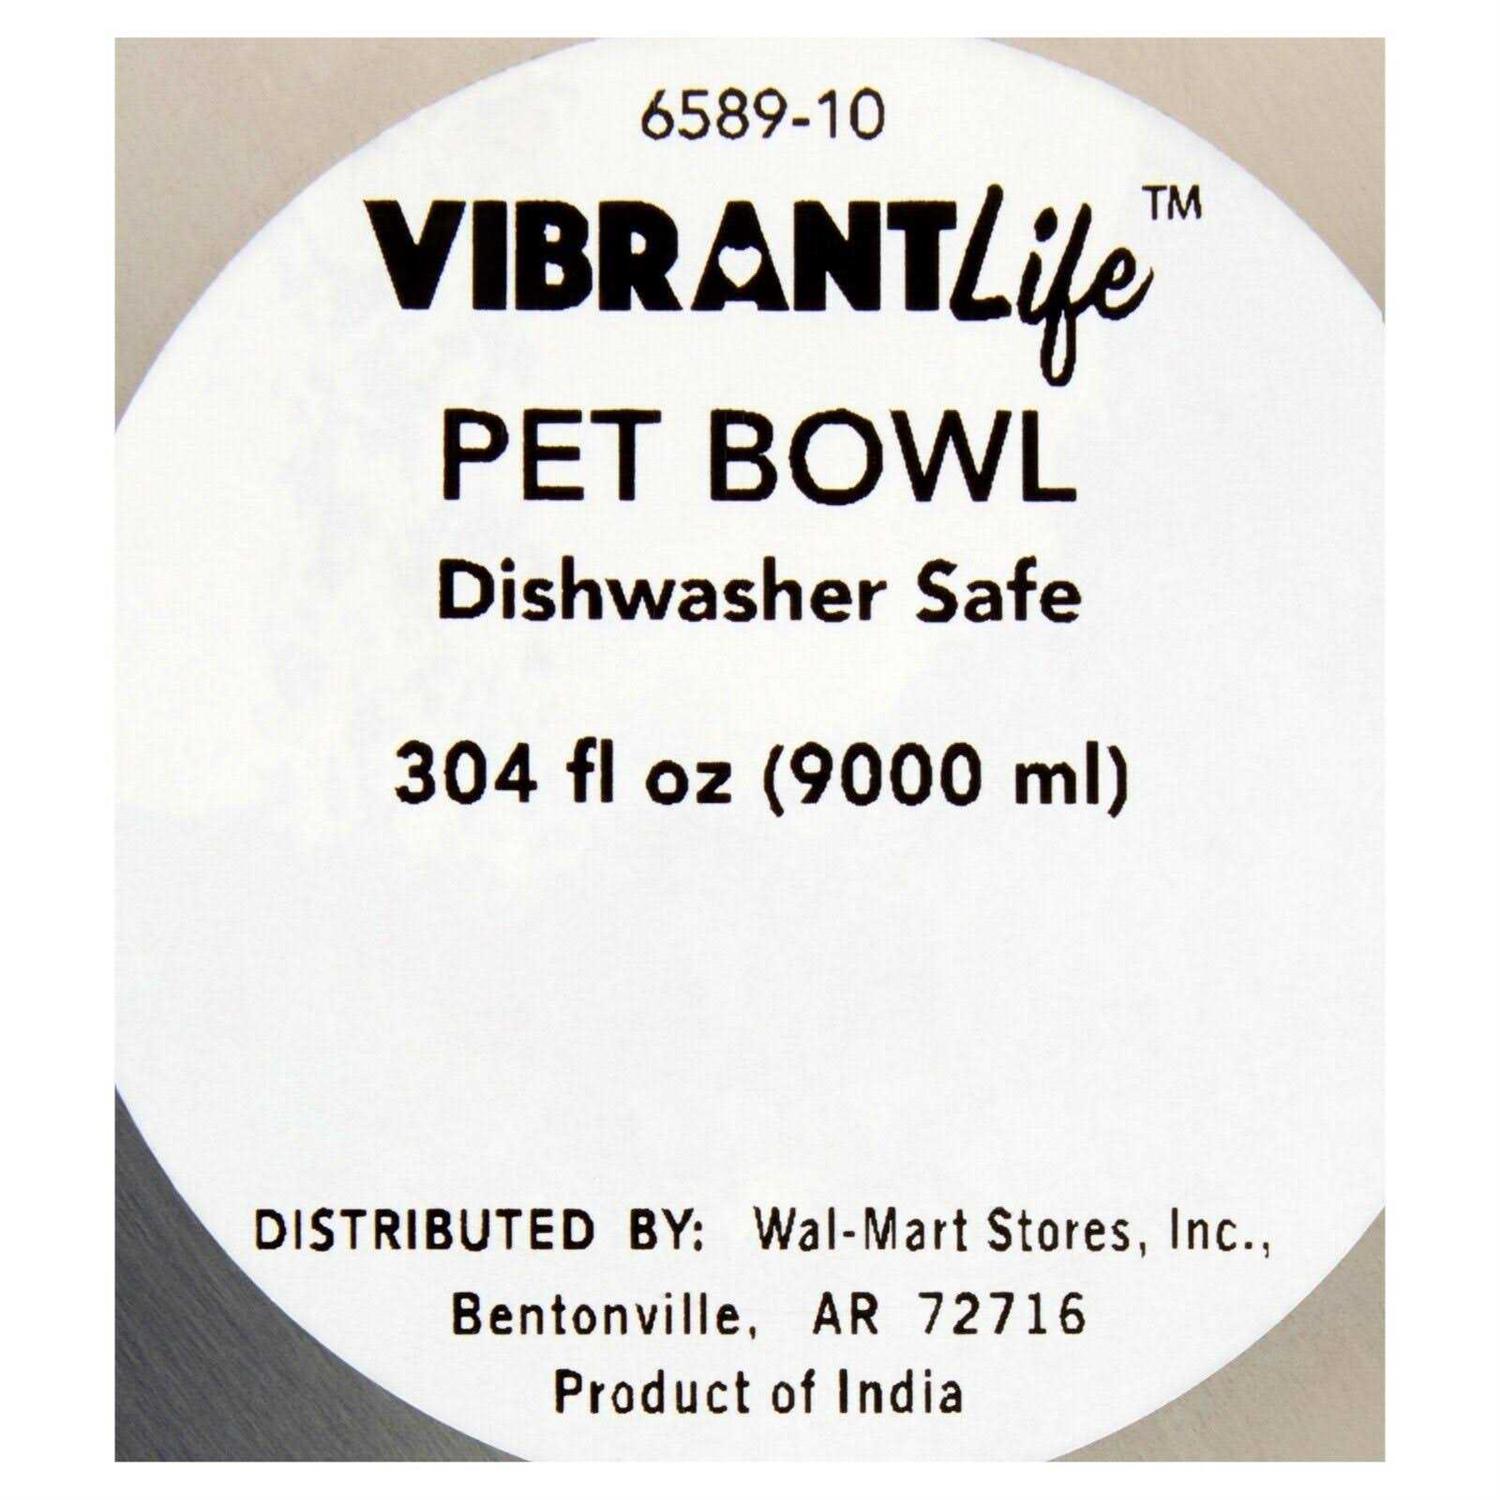 6589-10
VIBRANTLife™
PET BOWL
Dishwasher Safe
304 fl oz (9000 ml)
DISTRIBUTED BY: Wal-Mart Stores, Inc.,
Bentonville, AR 72716
Product of India